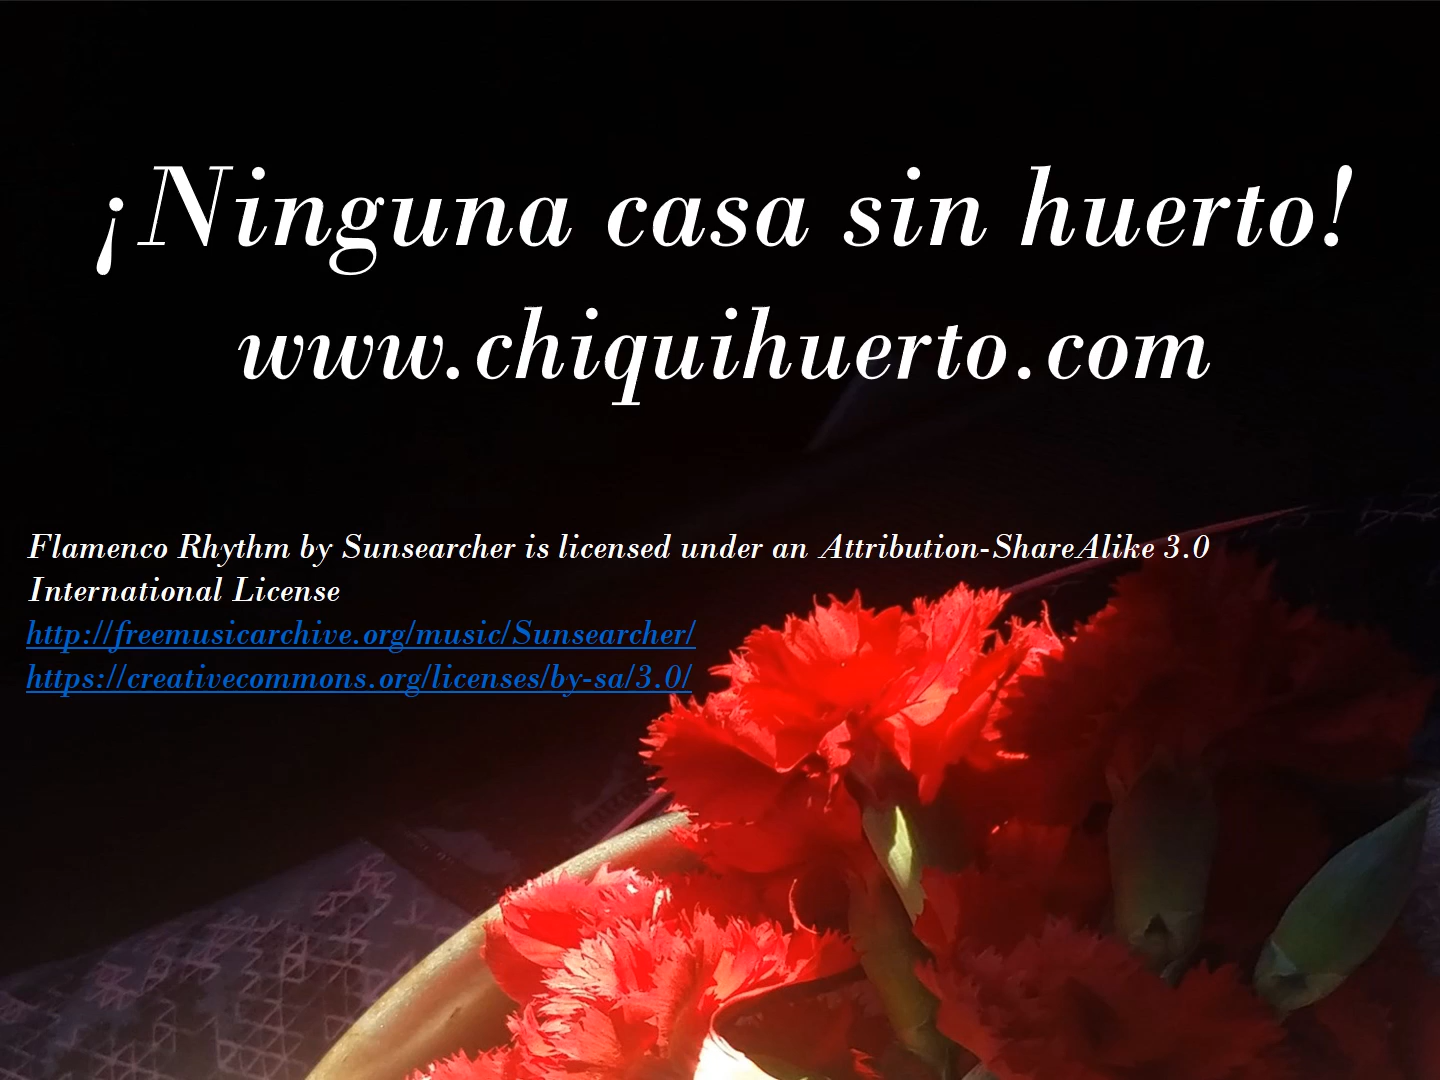 ¡Ninguna casa sin huerto!
www.chiquihuerto.com
Flamenco Rhythm by Sunsearcher is licensed under an Attribution-ShareAlike 3.0
International License
http://freemusicarchive.org/music/Sunsearcher/
https://creativecommons.org/licenses/by-sa/3.0/